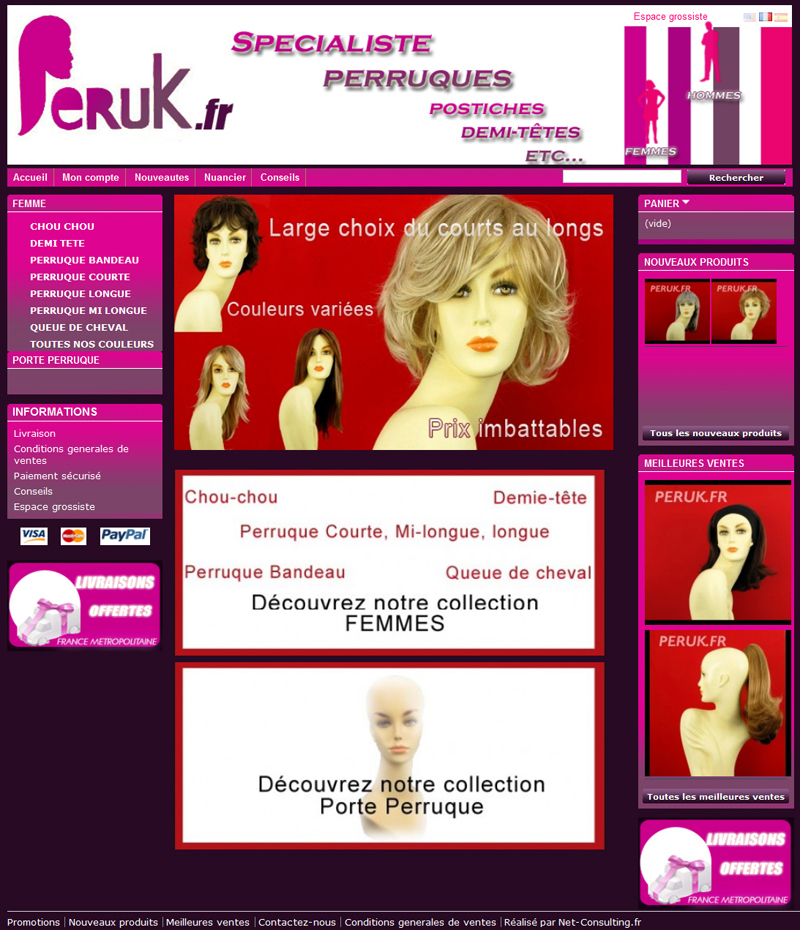 Espace grossiste
PERUK.fr
SPECIALISTE
PERRUQUES
POSTICHES
DEMI-TÊTES
ETC...
HOMMES
FEMMES
Accueil
Mon compte
Nouveautes
Nuancier
Conseils
Rechercher
FEMME
CHOU CHOU
DEMI TETE
PERRUQUE BANDEAU
PERRUQUE COURTE
PERRUQUE LONGUE
PERRUQUE MI LONGUE
QUEUE DE CHEVAL
TOUTES NOS COULEURS
PORTE PERRUQUE
INFORMATIONS
Livraison
Conditions generales de
ventes
Paiement sécurisé
Conseils
Espace grossiste
VISA
MasterCard
PayPal
LIVRAISONS
OFFERTES
FRANCE METROPOLITAINE
Large choix du courts au longs
Couleurs variées
Prix imbattables
Chou-chou
Demie-tête
Perruque Courte, Mi-longue, longue
Perruque Bandeau
Queue de cheval
Découvrez notre collection
FEMMES
Découvrez notre collection
Porte Perruque
PANIER
(vide)
NOUVEAUX PRODUITS
PERUK.FR
PERUK.FR
Tous les nouveaux produits
MEILLEURES VENTES
PERUK.FR
PERUK.FR
Toutes les meilleures ventes
LIVRAISONS
OFFERTES
FRANCE METROPOLITAINE
Promotions | Nouveaux produits | Meilleures ventes | Contactez-nous | Conditions generales de ventes | Réalisé par Net-Consulting.fr